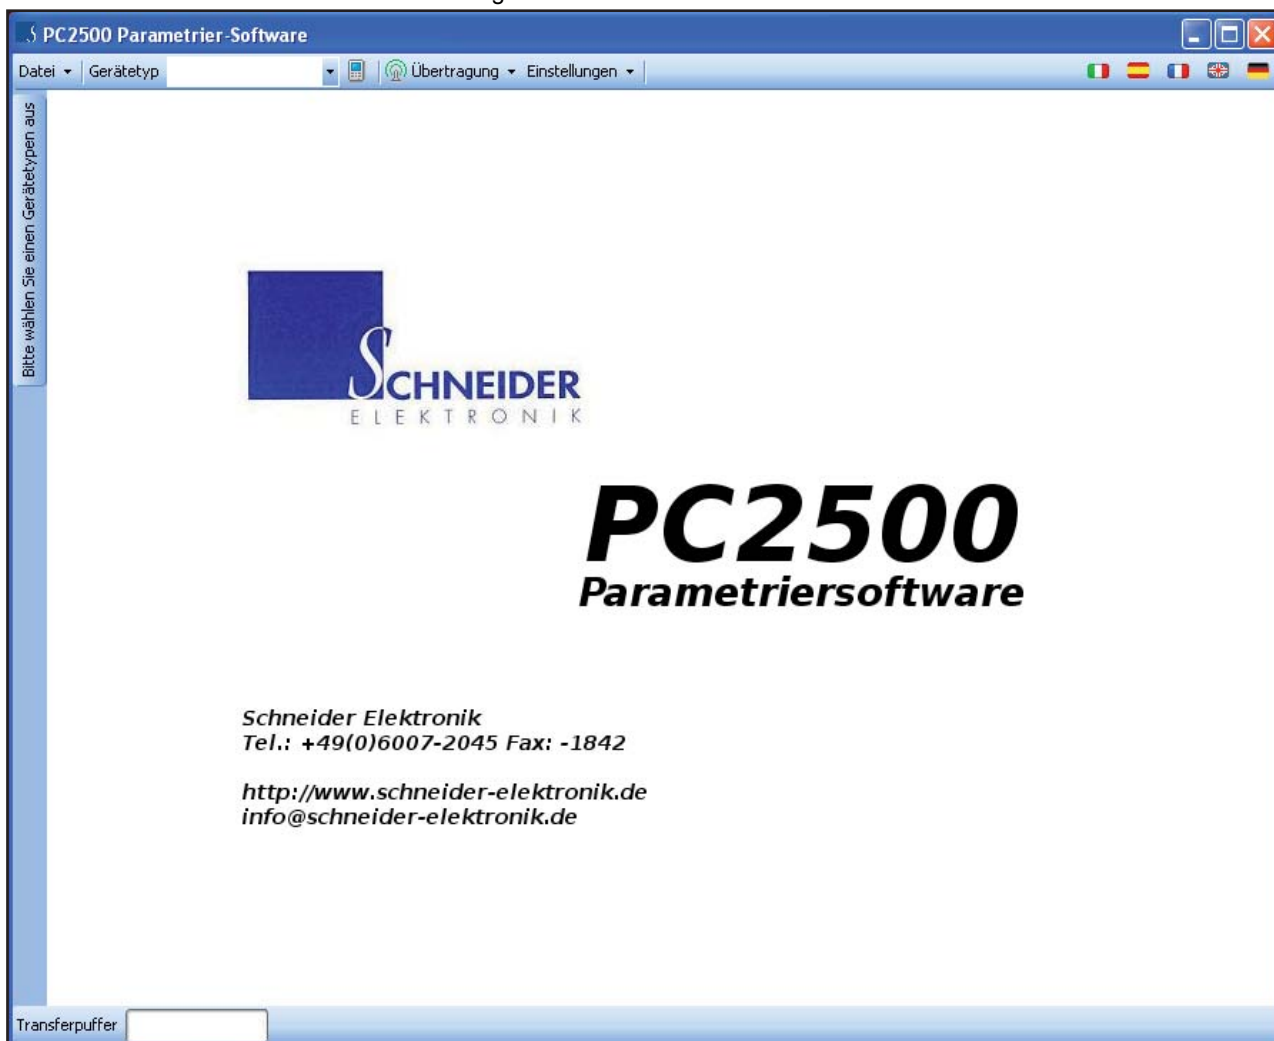 PC2500 Parametrier-Software
Datei Gerätetyp Übertragung Einstellungen
Bitte wählen Sie einen Gerätetypen aus
SCHNEIDER
ELEKTRONIK
PC2500
Parametriersoftware
Schneider Elektronik
Tel.: +49(0)6007-2045 Fax: -1842
http://www.schneider-elektronik.de
info@schneider-elektronik.de
Transferpuffer